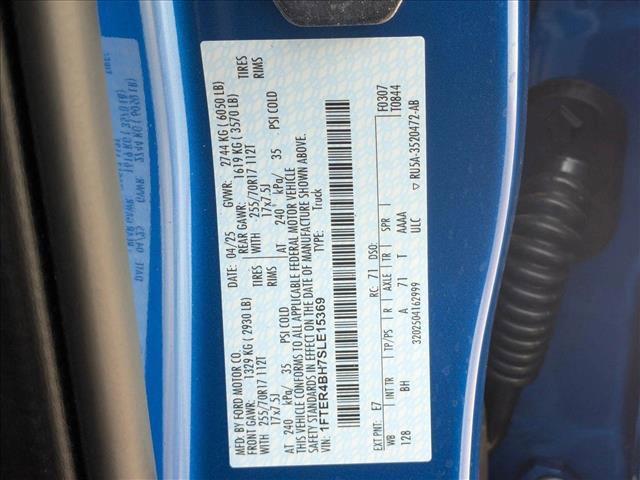 MFD. BY FORD MOTOR CO.
DATE: 04/25 GVWR: 2744 KG ( 6050 LB)
FRONT GAWR: 1329 KG ( 2930 LB) REAR GAWR: 1619 KG ( 3570 LB)
WITH 255/70R17 112T TIRES WITH 255/70R17 112T TIRES
17x7.5J RIMS 17x7.5J RIMS
AT 240 kPa/ 35 PSI COLD AT 240 kPa/ 35 PSI COLD
THIS VEHICLE CONFORMS TO ALL APPLICABLE FEDERAL MOTOR VEHICLE
SAFETY STANDARDS IN EFFECT ON THE DATE OF MANUFACTURE SHOWN ABOVE.
VIN: 1FTER4BH7SLE15369 TYPE: Truck
F0307
T0844
EXT PNT: E7 RC: 71 DSO:
WB INT TR TP/PS R AXLE TR SPR
128 BH A 71 T AAAA
ULC
▽ RU5A-3520472-AB
3202504162999